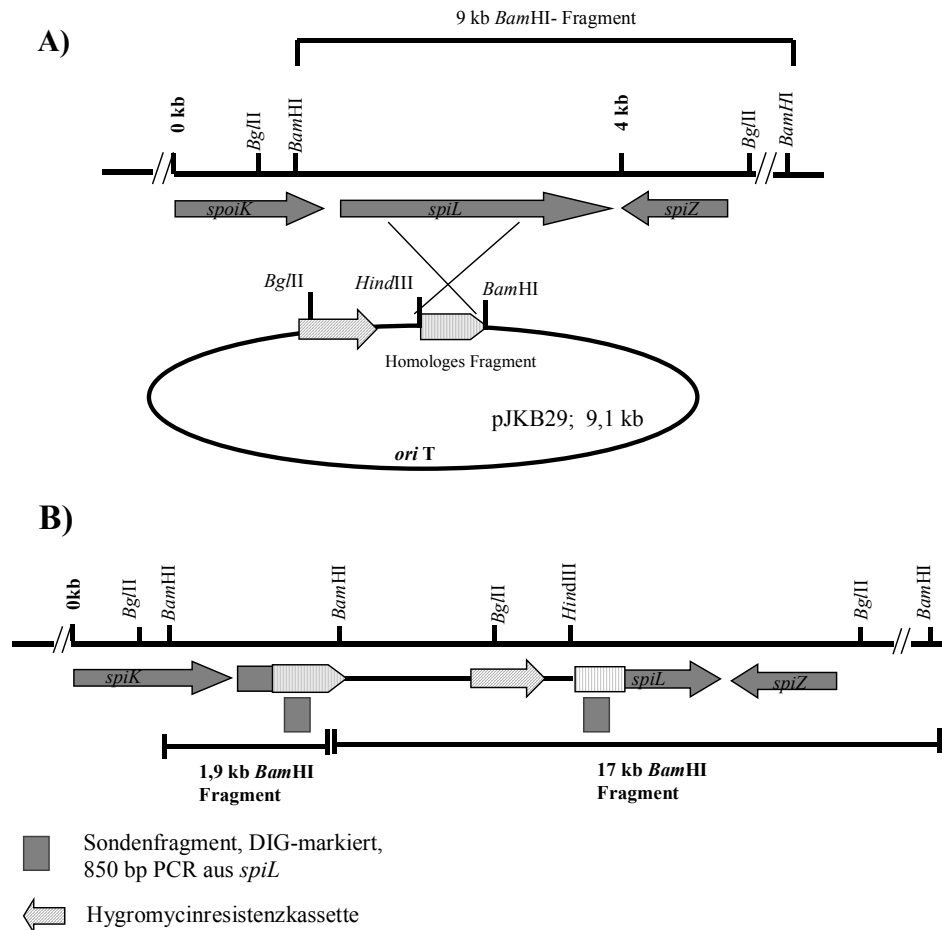 A)
9 kb BamHI- Fragment
0 kb
BglII
BamHI
4 kb
BglII
BamHI
spoiK
spiL
spiZ
BglII
HindIII
BamHI
Homologes Fragment
pJKB29; 9,1 kb
ori T
B)
0kb
BglII
BamHI
BamHI
BglII
HindIII
BglII
BamHI
spiK
spiL
spiZ
1,9 kb BamHI
Fragment
17 kb BamHI
Fragment
Sondenfragment, DIG-markiert,
850 bp PCR aus spiL
Hygromycinresistenzkassette